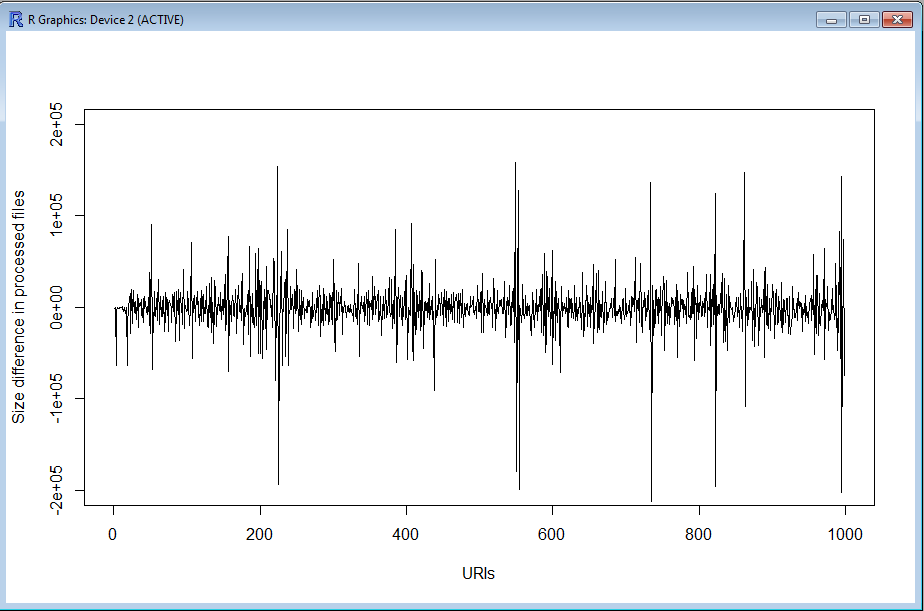 R R Graphics: Device 2 (ACTIVE)
Size difference in processed files
2e+05
1e+05
0e+00
-1e+05
-2e+05
0 200 400 600 800 1000
URIs